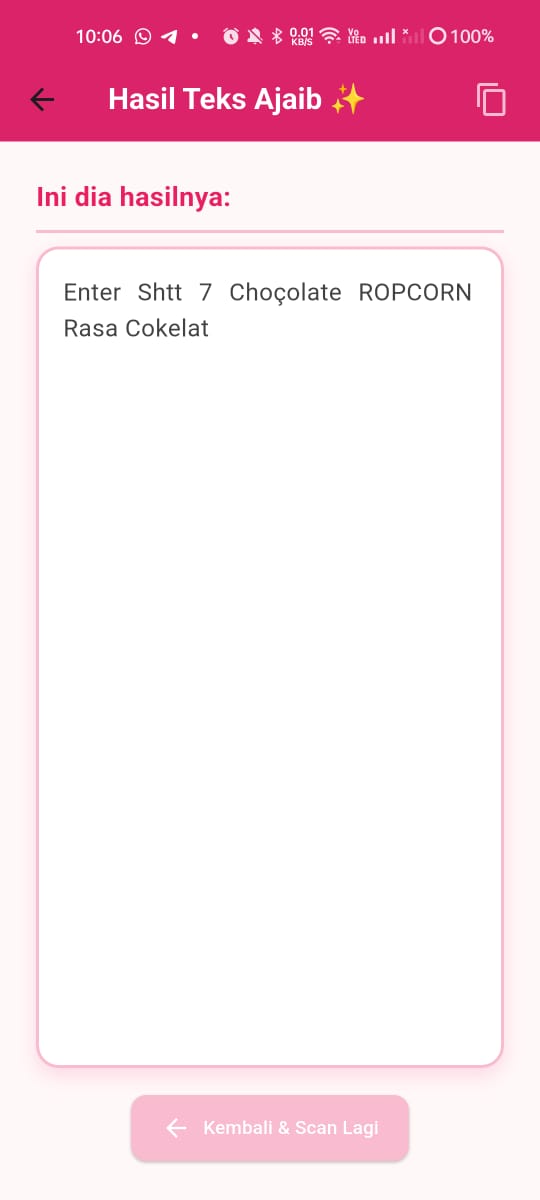 10:06 0.01 KB/S Vo LTED 100%
Hasil Teks Ajaib ✨
Ini dia hasilnya:
Enter Shtt 7 Choçolate ROPCORN
Rasa Cokelat
Kembali & Scan Lagi